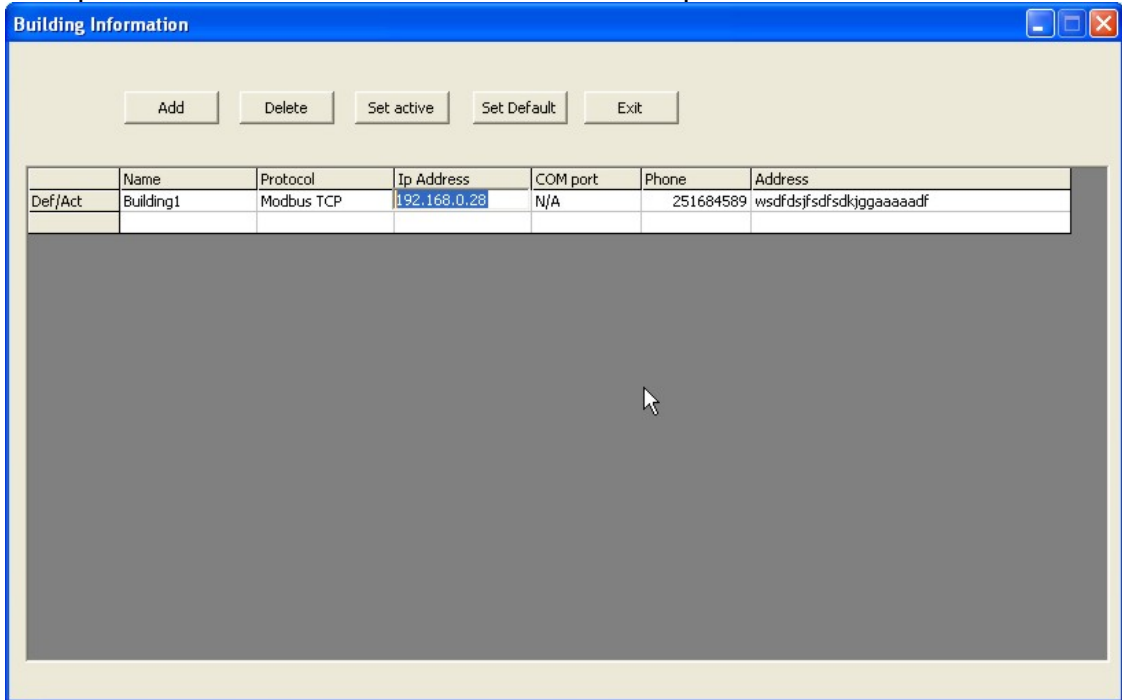 Building Information
Add Delete Set active Set Default Exit
Name Protocol Ip Address COM port Phone Address
Def/Act Building1 Modbus TCP 192.168.0.28 N/A 251684589 wsdfdsjfsdfsdkjggaaaaadf